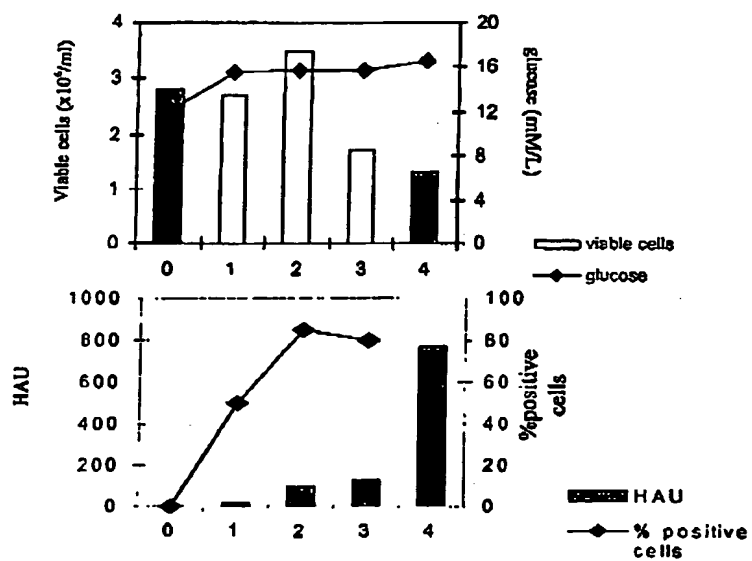 Viable cells (x10⁶/ml)
4
3
2
1
0
20
16
12
8
4
0
glucose (mM/L)
0 1 2 3 4
viable cells
glucose
HAU
1000
800
600
400
200
0
100
80
60
40
20
0
%positive
cells
0 1 2 3 4
HAU
% positive
cells